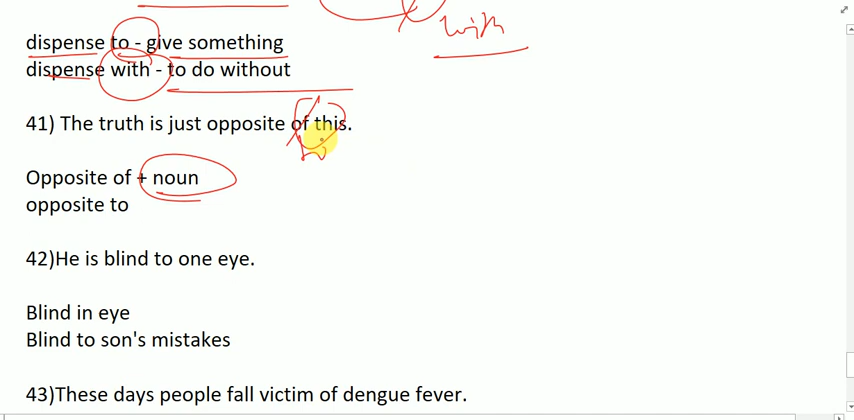 with
dispense to - give something
dispense with - to do without
41) The truth is just opposite of this.
Opposite of + noun
opposite to
42)He is blind to one eye.
Blind in eye
Blind to son's mistakes
43)These days people fall victim of dengue fever.